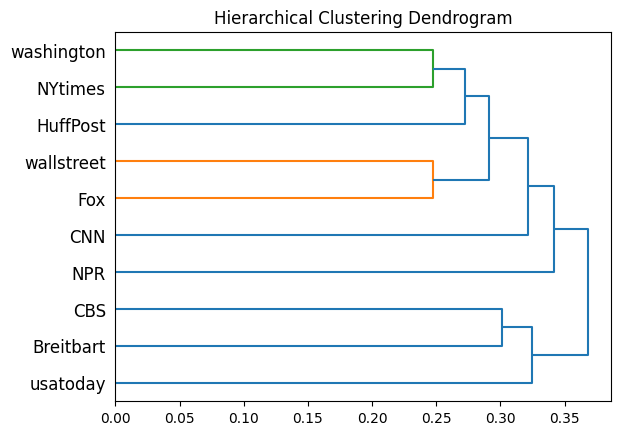 Hierarchical Clustering Dendrogram
washington
NYtimes
HuffPost
wallstreet
Fox
CNN
NPR
CBS
Breitbart
usatoday
0.00 0.05 0.10 0.15 0.20 0.25 0.30 0.35